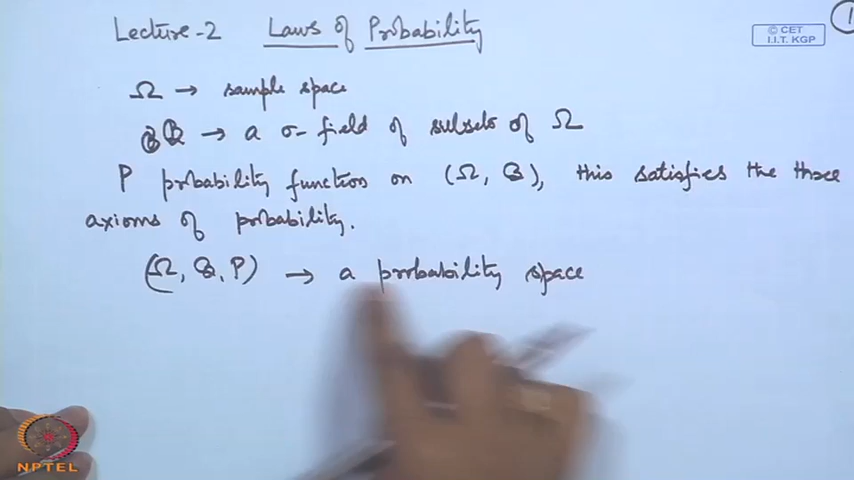 Lecture-2 Laws of Probability
1
© CET
I.I.T. KGP
Ω → sample space
→ a σ-field of subsets of Ω
P probability function on (Ω, B), this satisfies the three
axioms of probability.
(Ω, B, P) → a probability space
NPTEL